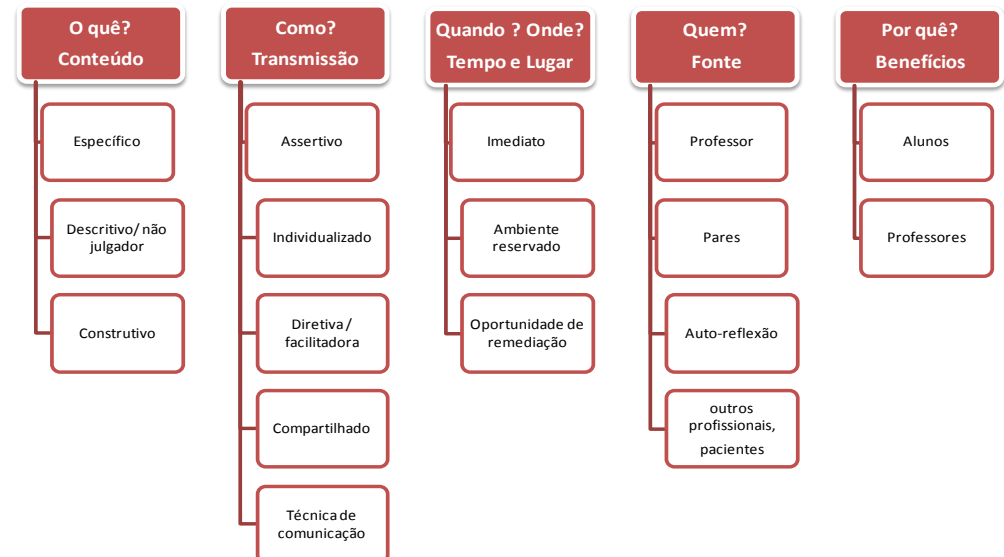 O quê?
Conteúdo
Específico
Descritivo/ não
julgador
Construtivo
Como?
Transmissão
Assertivo
Individualizado
Diretiva /
facilitadora
Compartilhado
Técnica de
comunicação
Quando ? Onde?
Tempo e Lugar
Imediato
Ambiente
reservado
Oportunidade de
remediação
Quem?
Fonte
Professor
Pares
Auto-reflexão
outros
profissionais,
pacientes
Por quê?
Benefícios
Alunos
Professores